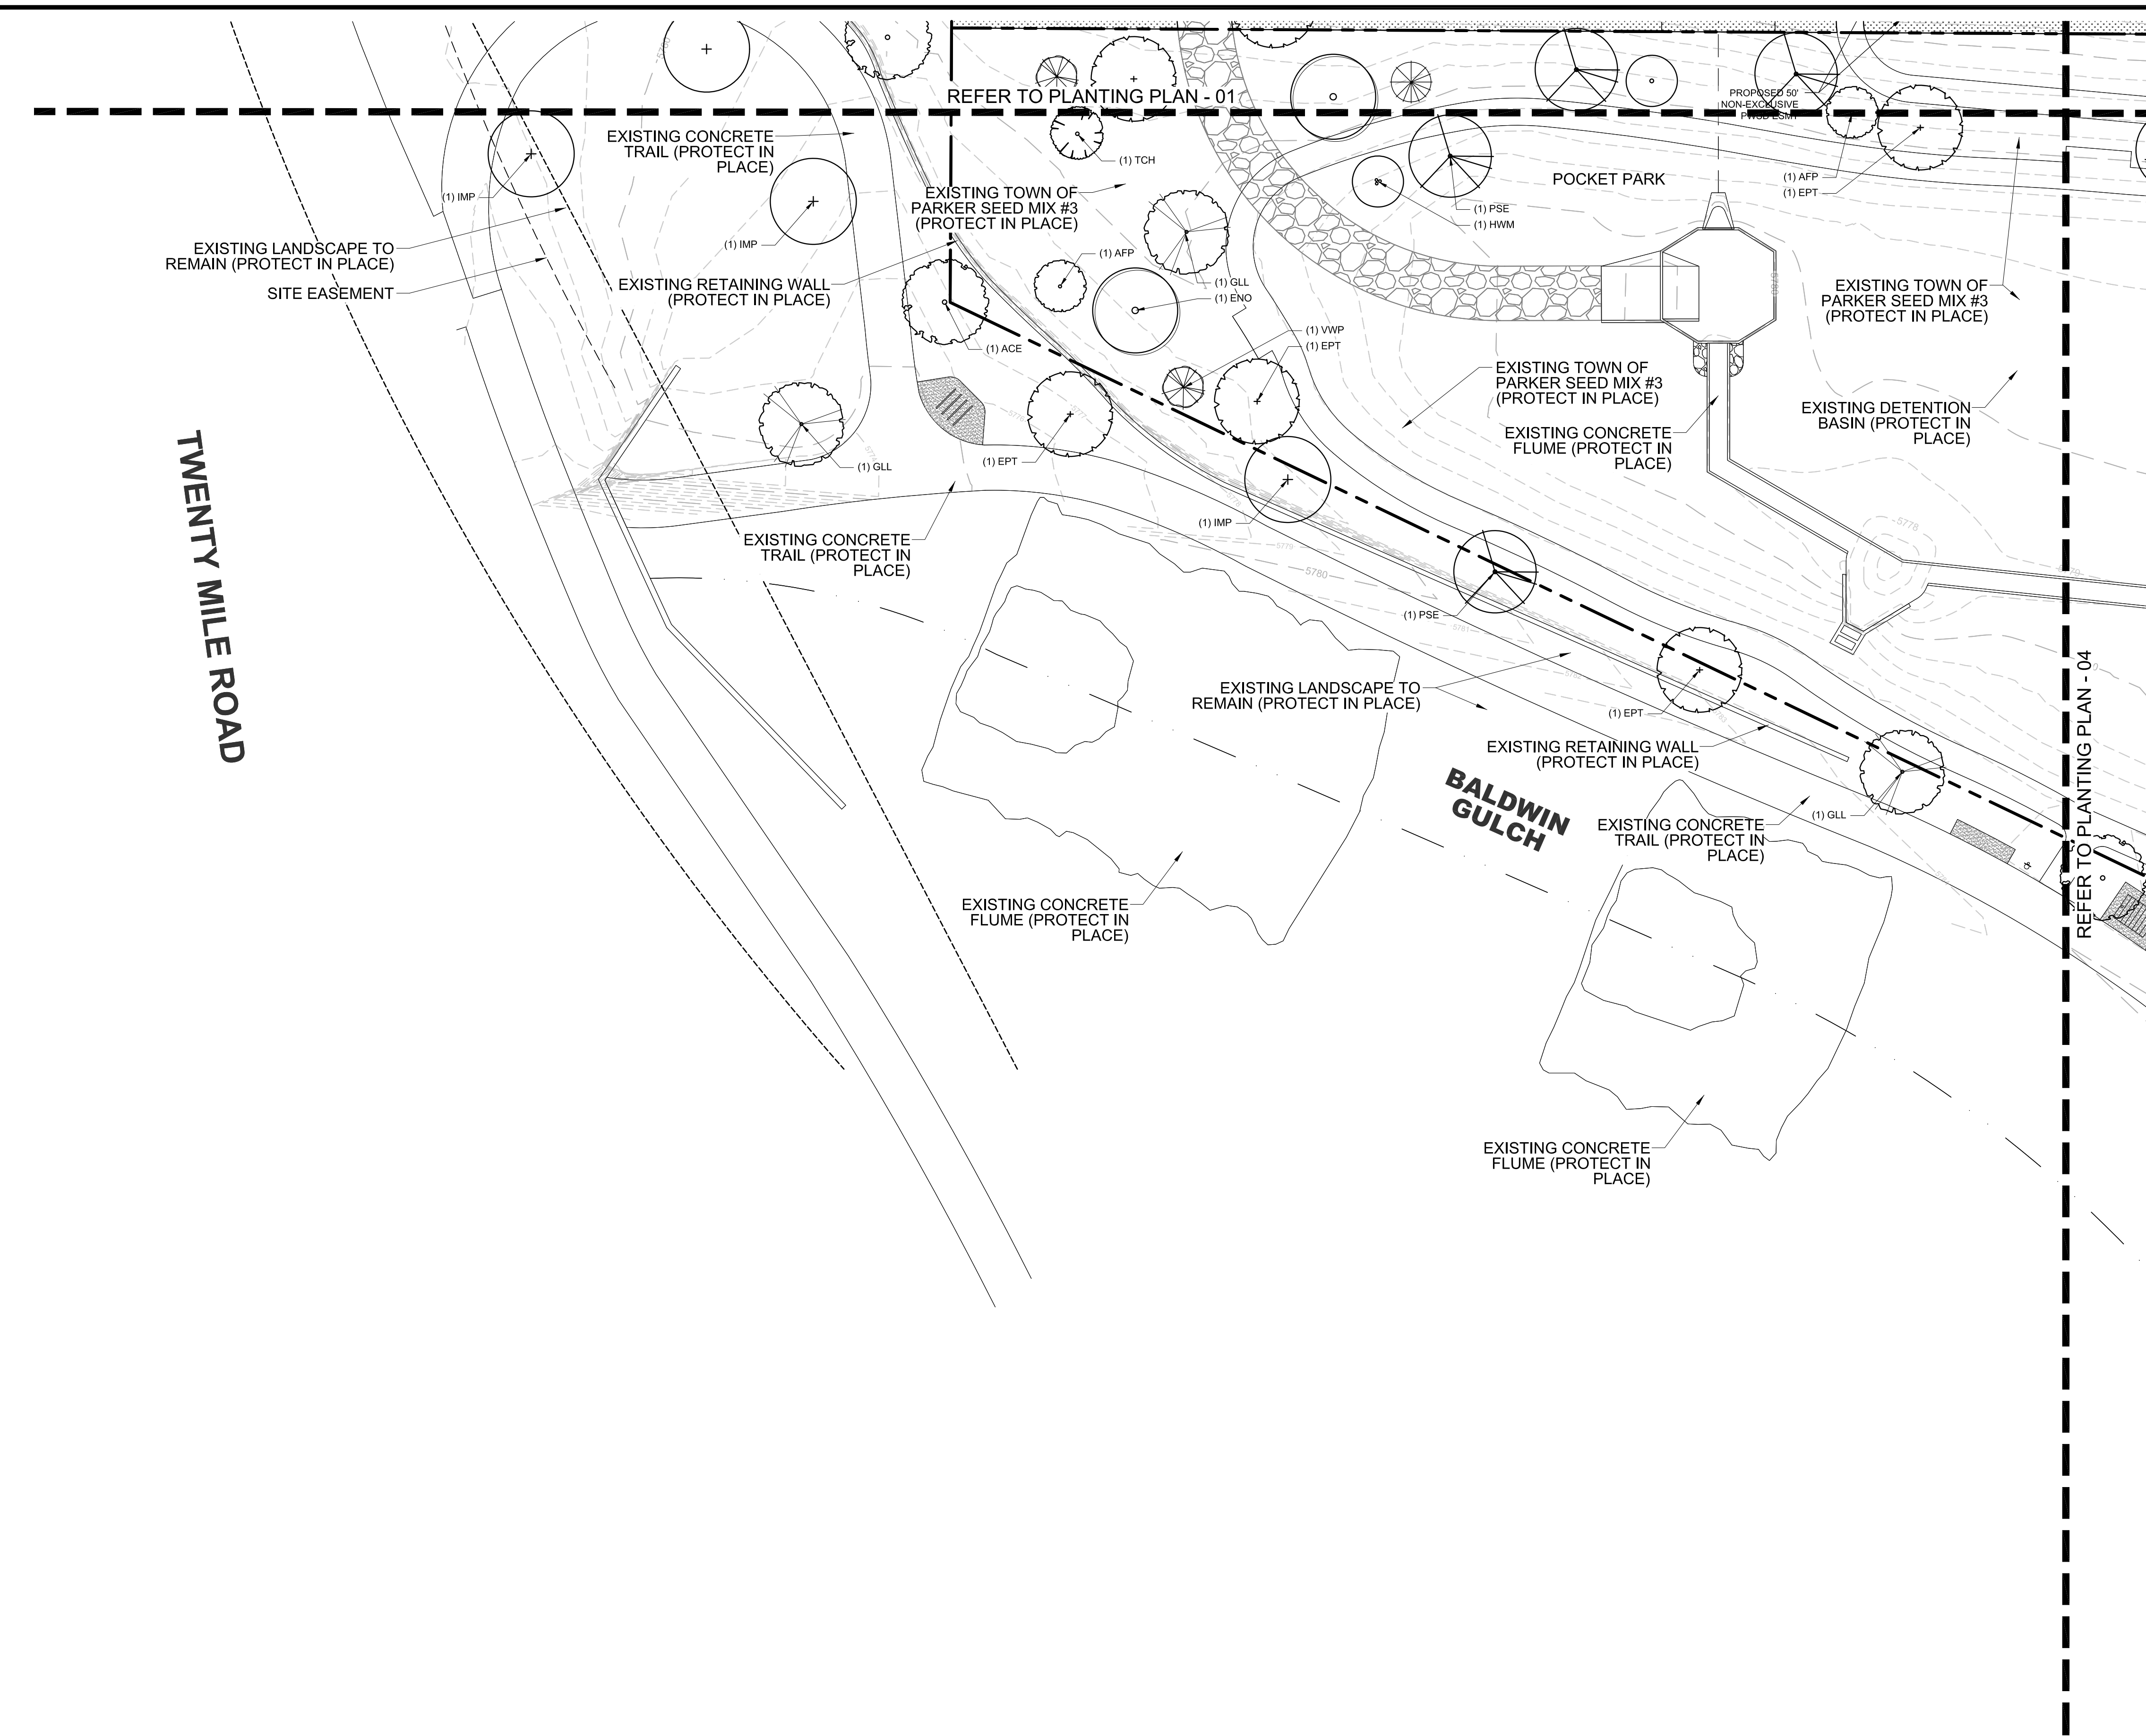 REFER TO PLANTING PLAN - 01
PROPOSED 50'
NON-EXCLUSIVE
PWSD ESMT
EXISTING CONCRETE
TRAIL (PROTECT IN
PLACE)
(1) TCH
(1) IMP
EXISTING TOWN OF
PARKER SEED MIX #3
(PROTECT IN PLACE)
POCKET PARK
(1) AFP
(1) EPT
(1) PSE
(1) HWM
EXISTING LANDSCAPE TO
REMAIN (PROTECT IN PLACE)
SITE EASEMENT
(1) IMP
(1) AFP
EXISTING RETAINING WALL
(PROTECT IN PLACE)
(1) GLL
(1) ENO
EXISTING TOWN OF
PARKER SEED MIX #3
(PROTECT IN PLACE)
(1) VWP
(1) EPT
(1) ACE
EXISTING TOWN OF
PARKER SEED MIX #3
(PROTECT IN PLACE)
EXISTING DETENTION
BASIN (PROTECT IN
PLACE)
EXISTING CONCRETE
FLUME (PROTECT IN
PLACE)
(1) GLL
(1) EPT
TWENTY MILE ROAD
(1) IMP
5778
EXISTING CONCRETE
TRAIL (PROTECT IN
PLACE)
5780
(1) PSE
5781
EXISTING LANDSCAPE TO
REMAIN (PROTECT IN PLACE)
(1) EPT
EXISTING RETAINING WALL
(PROTECT IN PLACE)
REFER TO PLANTING PLAN - 04
BALDWIN
GULCH
(1) GLL
EXISTING CONCRETE
TRAIL (PROTECT IN
PLACE)
EXISTING CONCRETE
FLUME (PROTECT IN
PLACE)
EXISTING CONCRETE
FLUME (PROTECT IN
PLACE)